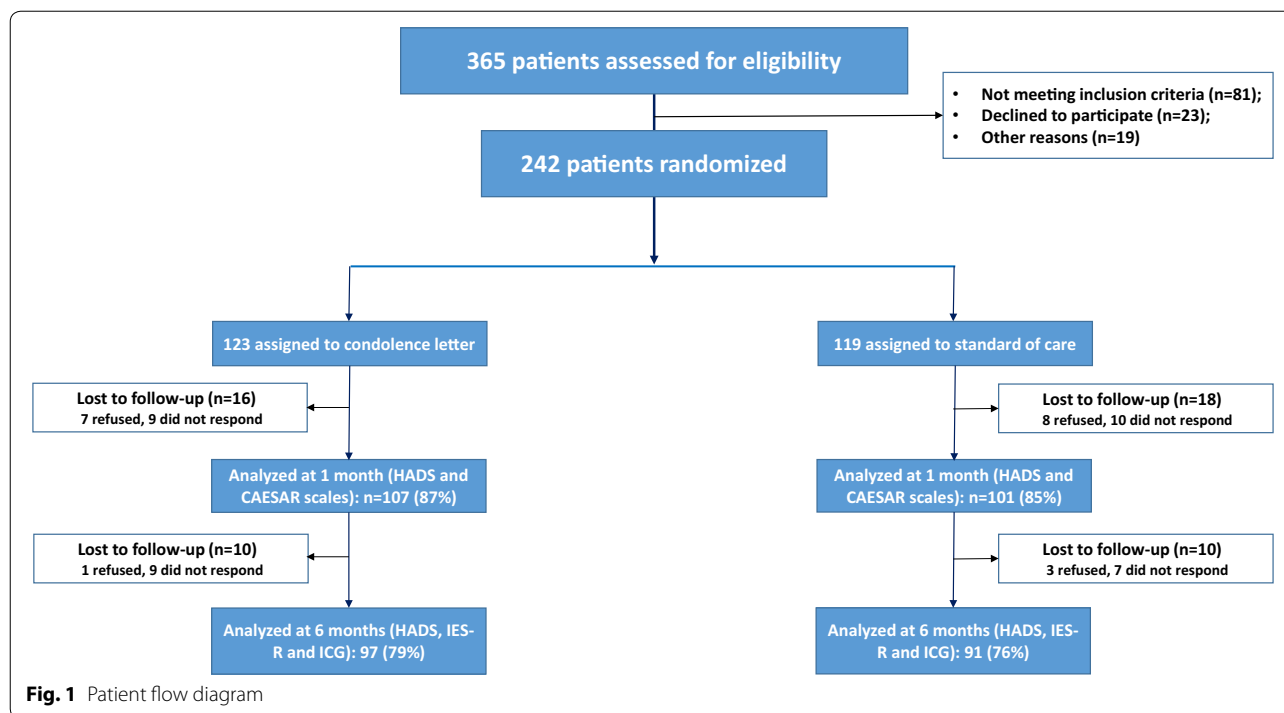 365 patients assessed for eligibility
• Not meeting inclusion criteria (n=81);
• Declined to participate (n=23);
• Other reasons (n=19)
242 patients randomized
123 assigned to condolence letter
119 assigned to standard of care
Lost to follow-up (n=16)
7 refused, 9 did not respond
Lost to follow-up (n=18)
8 refused, 10 did not respond
Analyzed at 1 month (HADS and
CAESAR scales): n=107 (87%)
Analyzed at 1 month (HADS and
CAESAR scales): n=101 (85%)
Lost to follow-up (n=10)
1 refused, 9 did not respond
Lost to follow-up (n=10)
3 refused, 7 did not respond
Analyzed at 6 months (HADS, IES-
R and ICG): 97 (79%)
Analyzed at 6 months (HADS, IES-
R and ICG): 91 (76%)
Fig. 1 Patient flow diagram